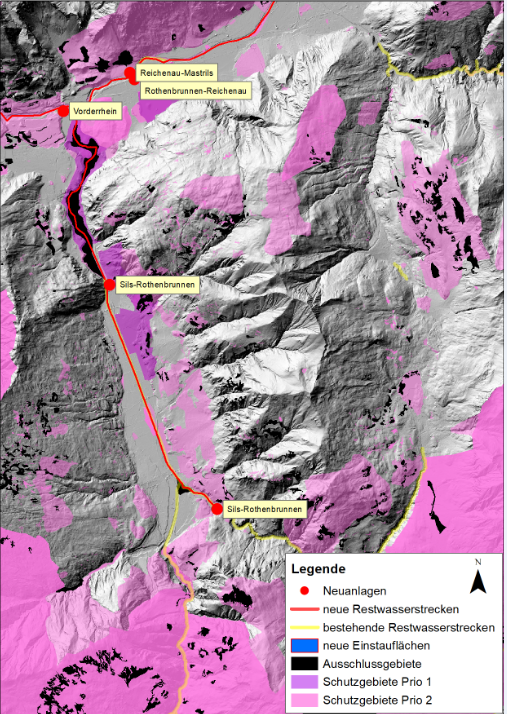 Reichenau-Mastrils
Rothenbrunnen-Reichenau
Vorderrhein
Sils-Rothenbrunnen
Sils-Rothenbrunnen
Legende
N
Neuanlagen
neue Restwasserstrecken
bestehende Restwasserstrecken
neue Einstauflächen
Ausschlussgebiete
Schutzgebiete Prio 1
Schutzgebiete Prio 2